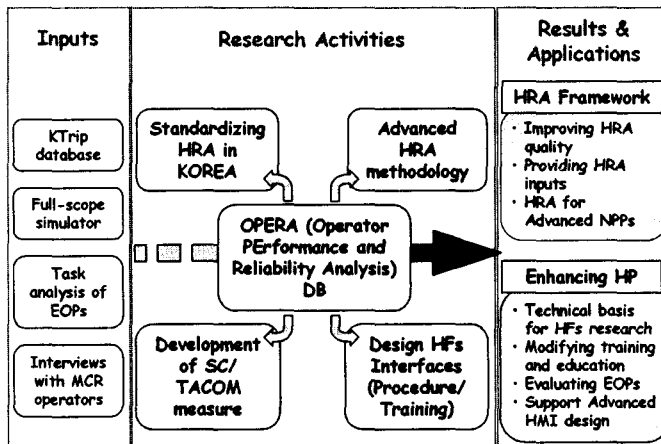 Inputs
KTrip
database
Full-scope
simulator
Task
analysis of
EOPs
Interviews
with MCR
operators
Research Activities
Standardizing
HRA in
KOREA
Advanced
HRA
methodology
OPERA (Operator
PErformance and
Reliability Analysis)
DB
Development
of SC/
TACOM
measure
Design HFs
Interfaces
(Procedure/
Training)
Results &
Applications
HRA Framework
· Improving HRA
quality
· Providing HRA
inputs
· HRA for
Advanced NPPs
Enhancing HP
· Technical basis
for HFs research
· Modifying training
and education
· Evaluating EOPs
· Support Advanced
HMI design